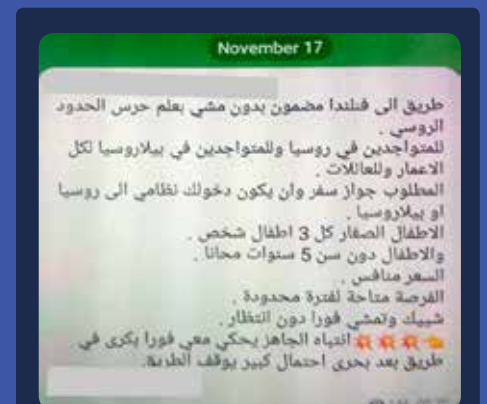 November 17
طريق الى فنلندا مضمون بدون مشي بعلم حرس الحدود
الروسي .
للمتواجدين في روسيا وللمتواجدين في بيلاروسيا لكل
الاعمار وللعائلات .
المطلوب جواز سفر وان يكون دخولك نظامي الى روسيا
او بيلاروسيا .
الاطفال الصغار كل 3 اطفال شخص .
والاطفال دون سن 5 سنوات مجانا .
السعر منافس .
الفرصة متاحة لفترة محدودة .
شييك وتمشي فورا دون انتظار .
انتباه الجاهز يحكي معي فورا بكرى في
طريق بعد بحرى احتمال كبير يوقف الطريق.